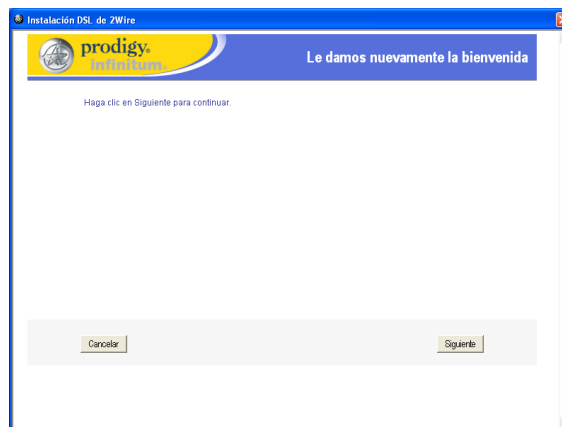 Instalación DSL de 2Wire
prodigy®
infinitum®
Le damos nuevamente la bienvenida
Haga clic en Siguiente para continuar.
Cancelar
Siguiente